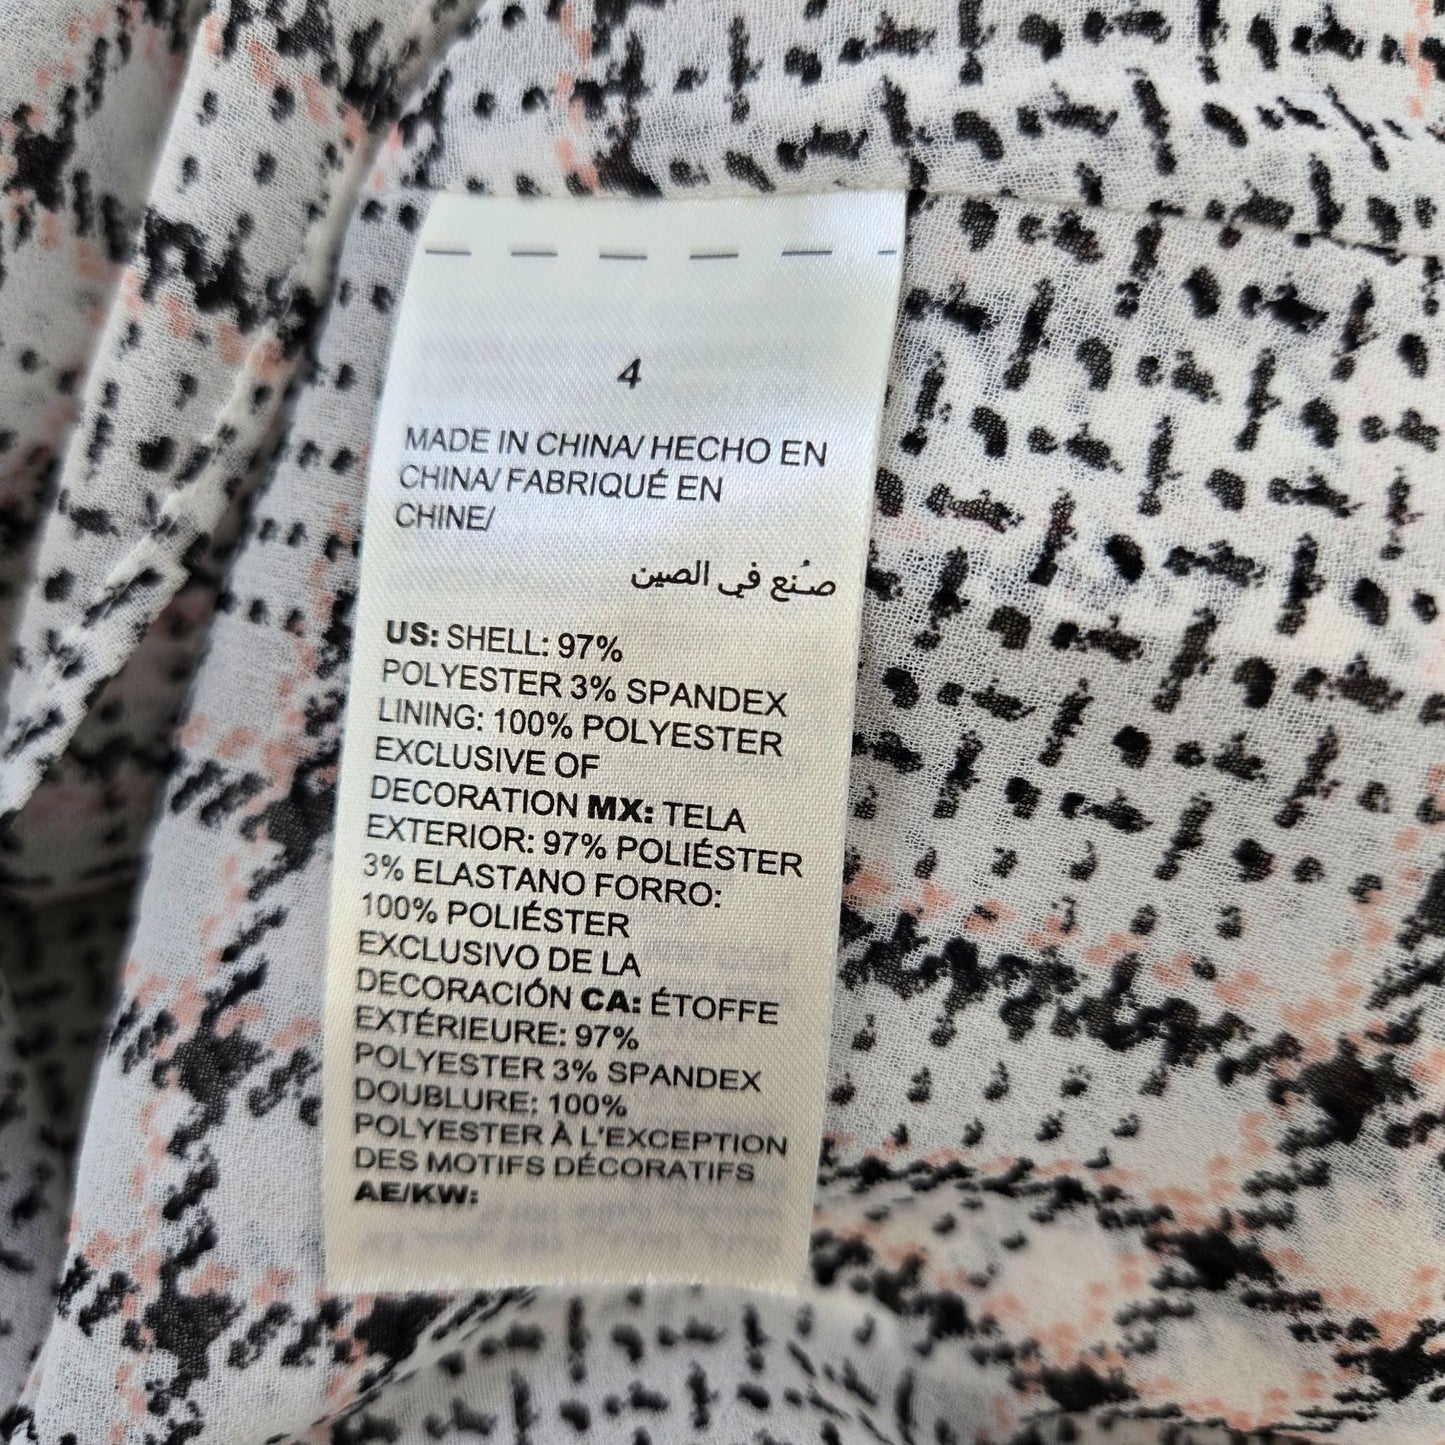 4
MADE IN CHINA/ HECHO EN
CHINA/ FABRIQUÉ EN
CHINE/
صُنع في الصين
US: SHELL: 97%
POLYESTER 3% SPANDEX
LINING: 100% POLYESTER
EXCLUSIVE OF
DECORATION MX: TELA
EXTERIOR: 97% POLIÉSTER
3% ELASTANO FORRO:
100% POLIÉSTER
EXCLUSIVO DE LA
DECORACIÓN CA: ÉTOFFE
EXTÉRIEURE: 97%
POLYESTER 3% SPANDEX
DOUBLURE: 100%
POLYESTER À L'EXCEPTION
DES MOTIFS DÉCORATIFS
AE/KW: